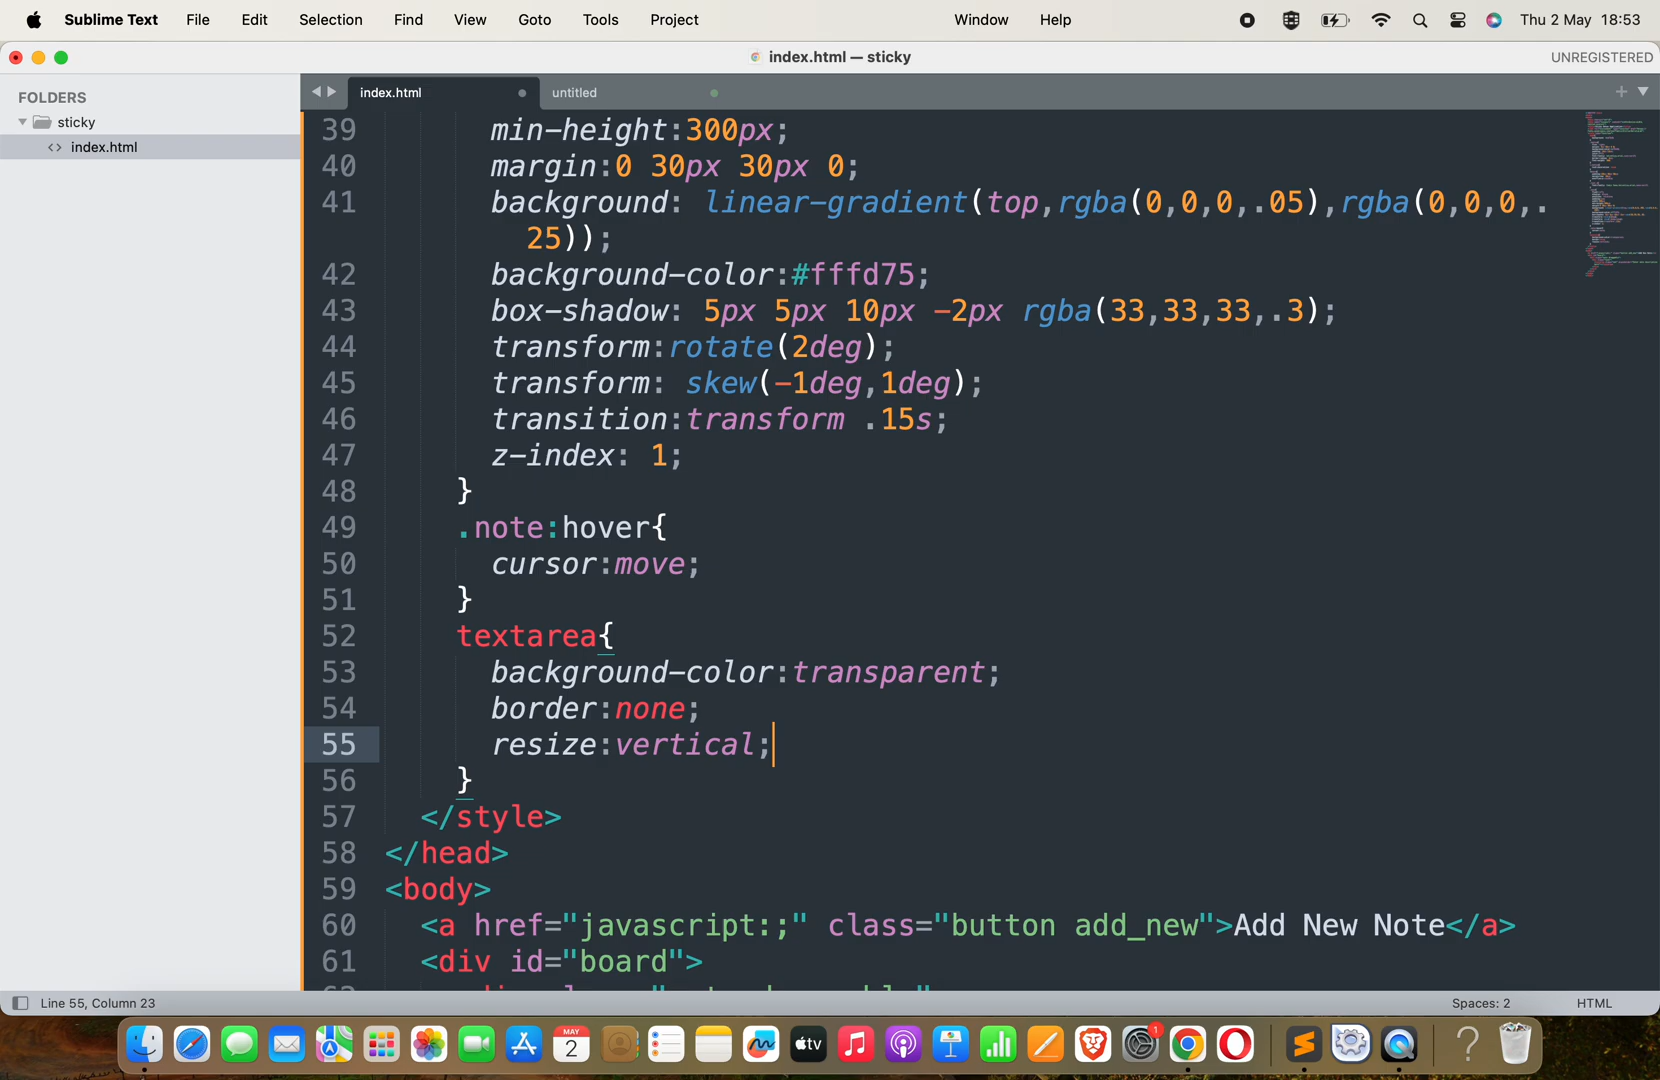 Sublime Text File Edit Selection Find View Goto Tools Project Window Help Thu 2 May 18:53
index.html — sticky UNREGISTERED
FOLDERS
sticky
<> index.html
index.html untitled
39 min-height:300px;
40 margin:0 30px 30px 0;
41 background: linear-gradient(top,rgba(0,0,0,.05),rgba(0,0,0,.
25));
42 background-color:#fffd75;
43 box-shadow: 5px 5px 10px -2px rgba(33,33,33,.3);
44 transform:rotate(2deg);
45 transform: skew(-1deg,1deg);
46 transition:transform .15s;
47 z-index: 1;
48 }
49 .note:hover{
50 cursor:move;
51 }
52 textarea{
53 background-color:transparent;
54 border:none;
55 resize:vertical;
56 }
57 </style>
58 </head>
59 <body>
60 <a href="javascript:;" class="button add_new">Add New Note</a>
61 <div id="board">
Line 55, Column 23 Spaces: 2 HTML
MAY
2
tv
1